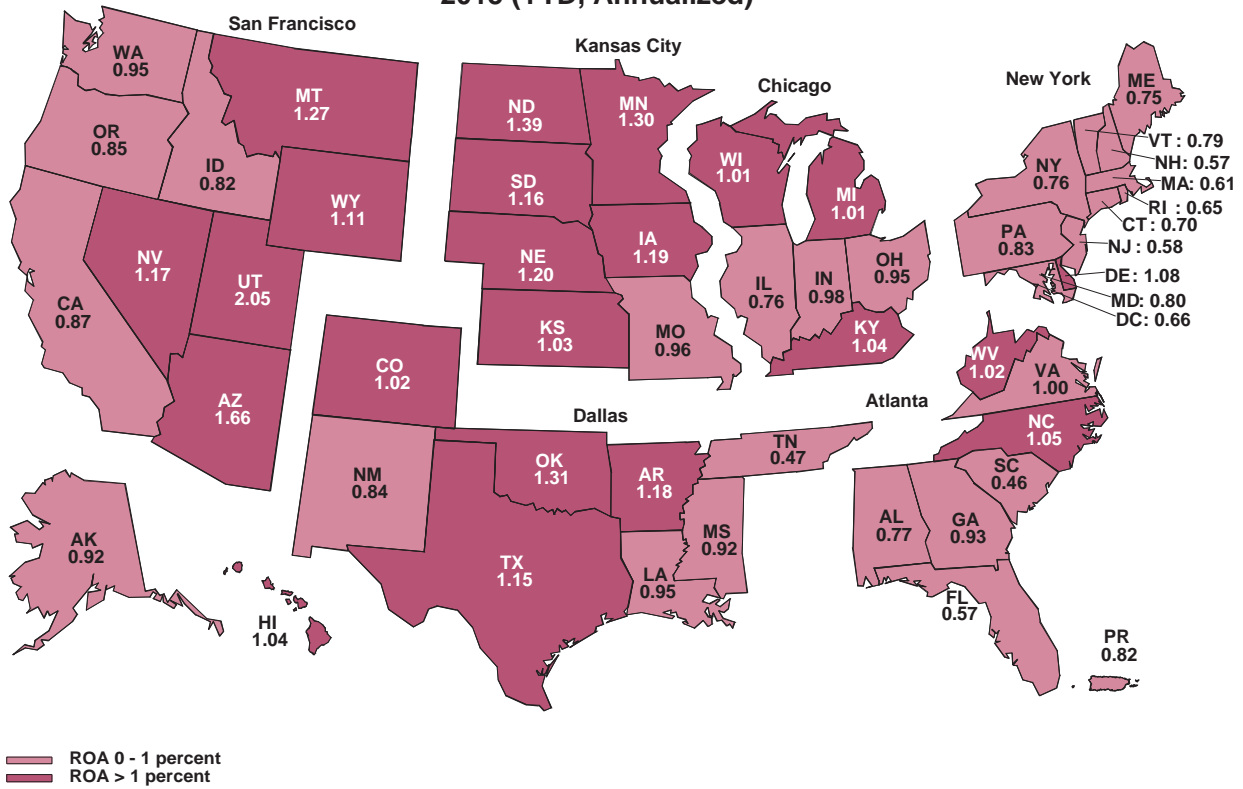 (YTD, Annualized)
San Francisco
Kansas City
Chicago
New York
WA
0.95
MT
1.27
OR
0.85
ID
0.82
WY
1.11
NV
1.17
UT
2.05
CA
0.87
AZ
1.66
AK
0.92
HI
1.04
ND
1.39
MN
1.30
SD
1.16
NE
1.20
IA
1.19
KS
1.03
MO
0.96
WI
1.01
MI
1.01
IL
0.76
IN
0.98
OH
0.95
KY
1.04
ME
0.75
NY
0.76
PA
0.83
VT : 0.79
NH: 0.57
MA: 0.61
RI : 0.65
CT: 0.70
NJ : 0.58
DE: 1.08
MD: 0.80
DC: 0.66
Dallas
Atlanta
CO
1.02
NM
0.84
OK
1.31
AR
1.18
TX
1.15
LA
0.95
MS
0.92
TN
0.47
WV
1.02
VA
1.00
NC
1.05
SC
0.46
AL
0.77
GA
0.93
FL
0.57
PR
0.82
ROA 0 - 1 percent
ROA > 1 percent